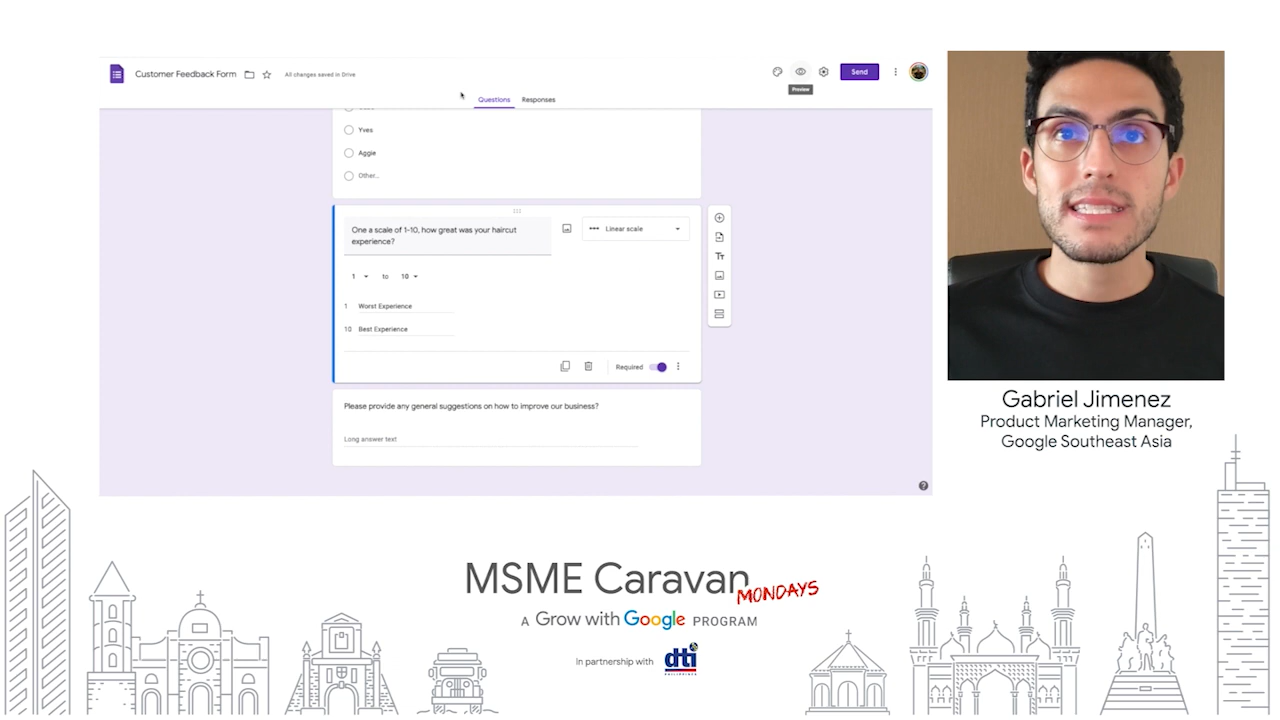 Customer Feedback Form
All changes saved in Drive
Send
Preview
Questions
Responses
Yves
Aggie
Other...
One a scale of 1-10, how great was your haircut
experience?
Linear scale
1 to 10
1 Worst Experience
10 Best Experience
Required
Tт
Please provide any general suggestions on how to improve our business?
Long answer text
Gabriel Jimenez
Product Marketing Manager,
Google Southeast Asia
MSME Caravan
MONDAYS
A Grow with Google PROGRAM
In partnership with dti
PHILIPPINES